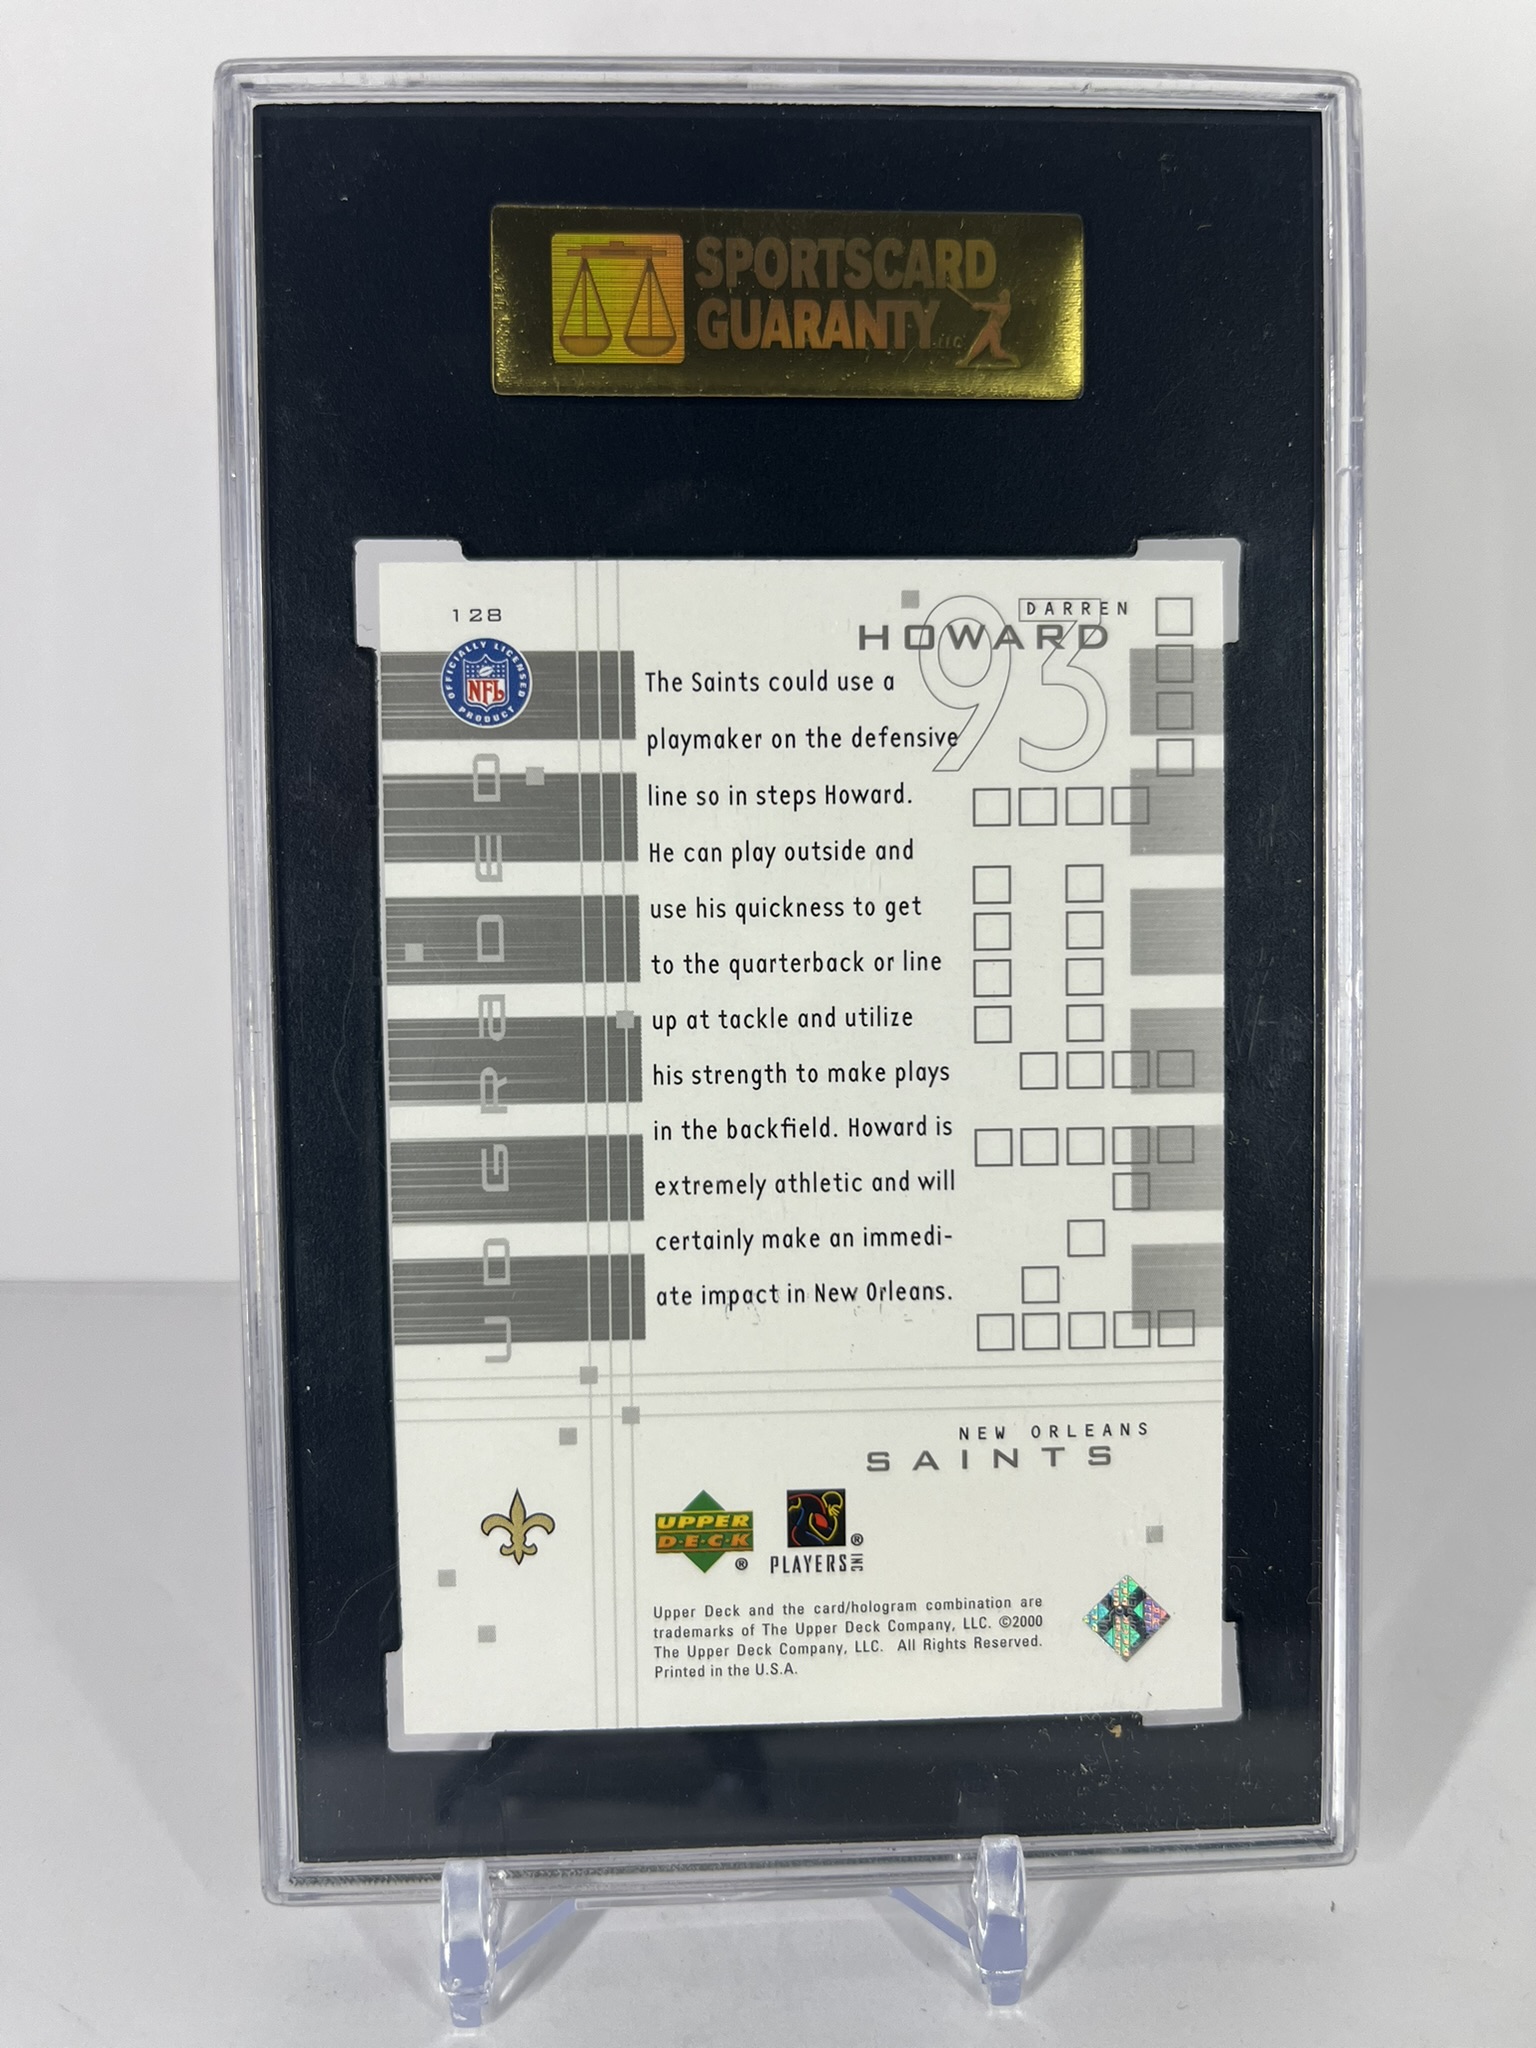 SPORTSCARD
GUARANTY LLC
128
DARREN
HOWARD
93
OFFICIALLY LICENSED
NFL
PRODUCT
UD GRADED
The Saints could use a
playmaker on the defensive
line so in steps Howard.
He can play outside and
use his quickness to get
to the quarterback or line
up at tackle and utilize
his strength to make plays
in the backfield. Howard is
extremely athletic and will
certainly make an immedi-
ate impact in New Orleans.
NEW ORLEANS
SAINTS
UPPER
D·E·C·K
®
PLAYERS INC ®
Upper Deck and the card/hologram combination are
trademarks of The Upper Deck Company, LLC. ©2000
The Upper Deck Company, LLC. All Rights Reserved.
Printed in the U.S.A.